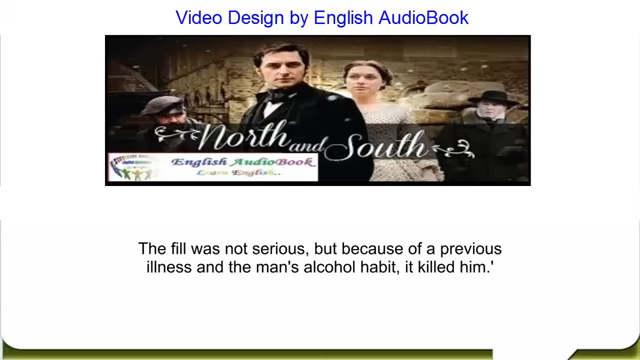 Video Design by English AudioBook
North and South
English AudioBook
Learn English...
The fill was not serious, but because of a previous
illness and the man's alcohol habit, it killed him.'